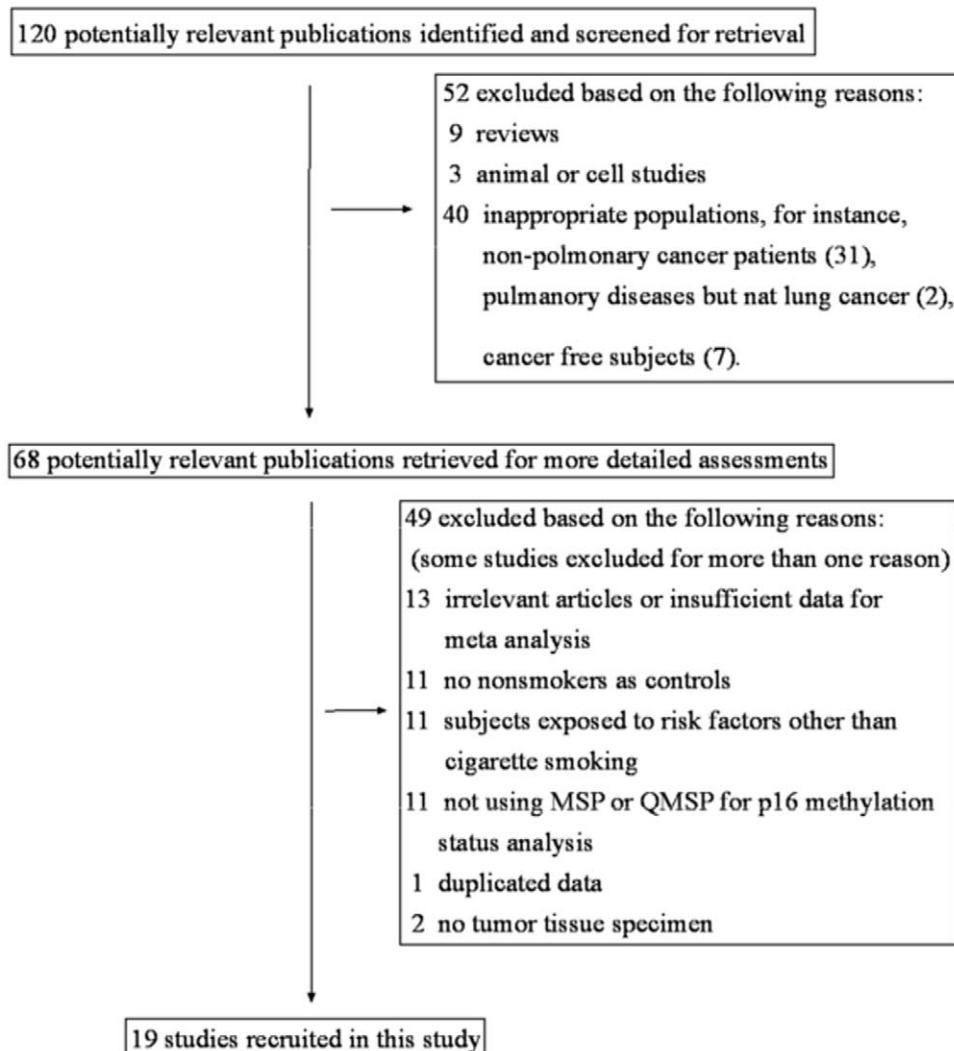 120 potentially relevant publications identified and screened for retrieval
52 excluded based on the following reasons:
9 reviews
3 animal or cell studies
40 inappropriate populations, for instance,
non-polmonary cancer patients (31),
pulmanory diseases but nat lung cancer (2),
cancer free subjects (7).
68 potentially relevant publications retrieved for more detailed assessments
49 excluded based on the following reasons:
(some studies excluded for more than one reason)
13 irrelevant articles or insufficient data for
meta analysis
11 no nonsmokers as controls
11 subjects exposed to risk factors other than
cigarette smoking
11 not using MSP or QMSP for p16 methylation
status analysis
1 duplicated data
2 no tumor tissue specimen
19 studies recruited in this study